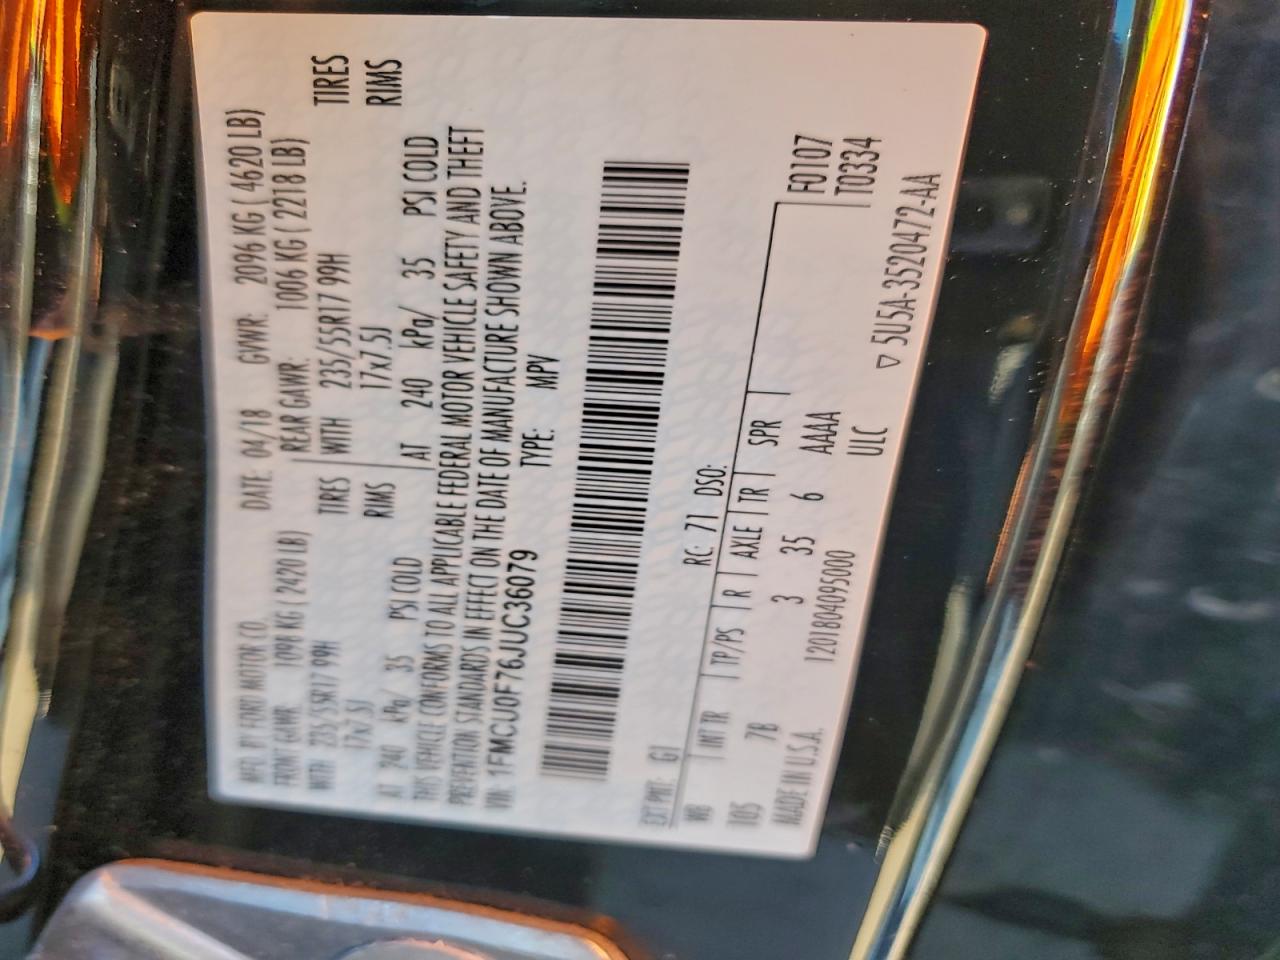 MFD. BY FORD MOTOR CO.
DATE: 04/18 GVWR: 2096 KG ( 4620 LB)
FRONT GAWR: 1098 KG ( 2420 LB) REAR GAWR: 1006 KG ( 2218 LB)
WITH 235/55R17 99H TIRES WITH 235/55R17 99H TIRES
17x7.5J RIMS 17x7.5J RIMS
AT 240 kPa/ 35 PSI COLD AT 240 kPa/ 35 PSI COLD
THIS VEHICLE CONFORMS TO ALL APPLICABLE FEDERAL MOTOR VEHICLE SAFETY AND THEFT
PREVENTION STANDARDS IN EFFECT ON THE DATE OF MANUFACTURE SHOWN ABOVE.
VIN: 1FMCJ0F76JUC36079 TYPE: MPV
EXT PNT: G1 RC: 71 DSO:
WB INT TR TP/PS R AXLE TR SPR F0107
105 7B 3 35 6 AAAA T0334
MADE IN U.S.A. 1201804095000 ULC
▽ 5U5A-3520472-AA